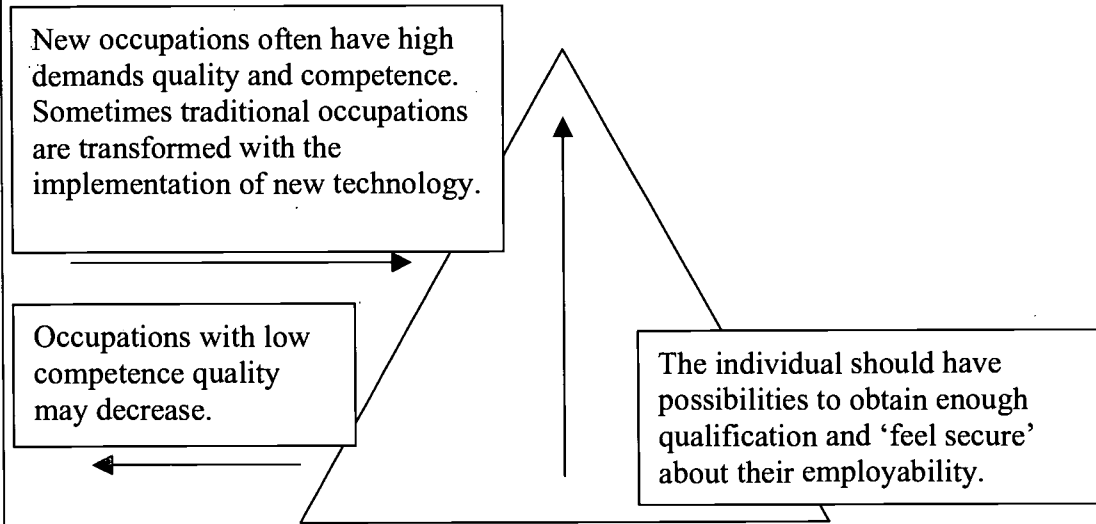 New occupations often have high
demands quality and competence.
Sometimes traditional occupations
are transformed with the
implementation of new technology.
Occupations with low
competence quality
may decrease.
The individual should have
possibilities to obtain enough
qualification and ‘feel secure’
about their employability.